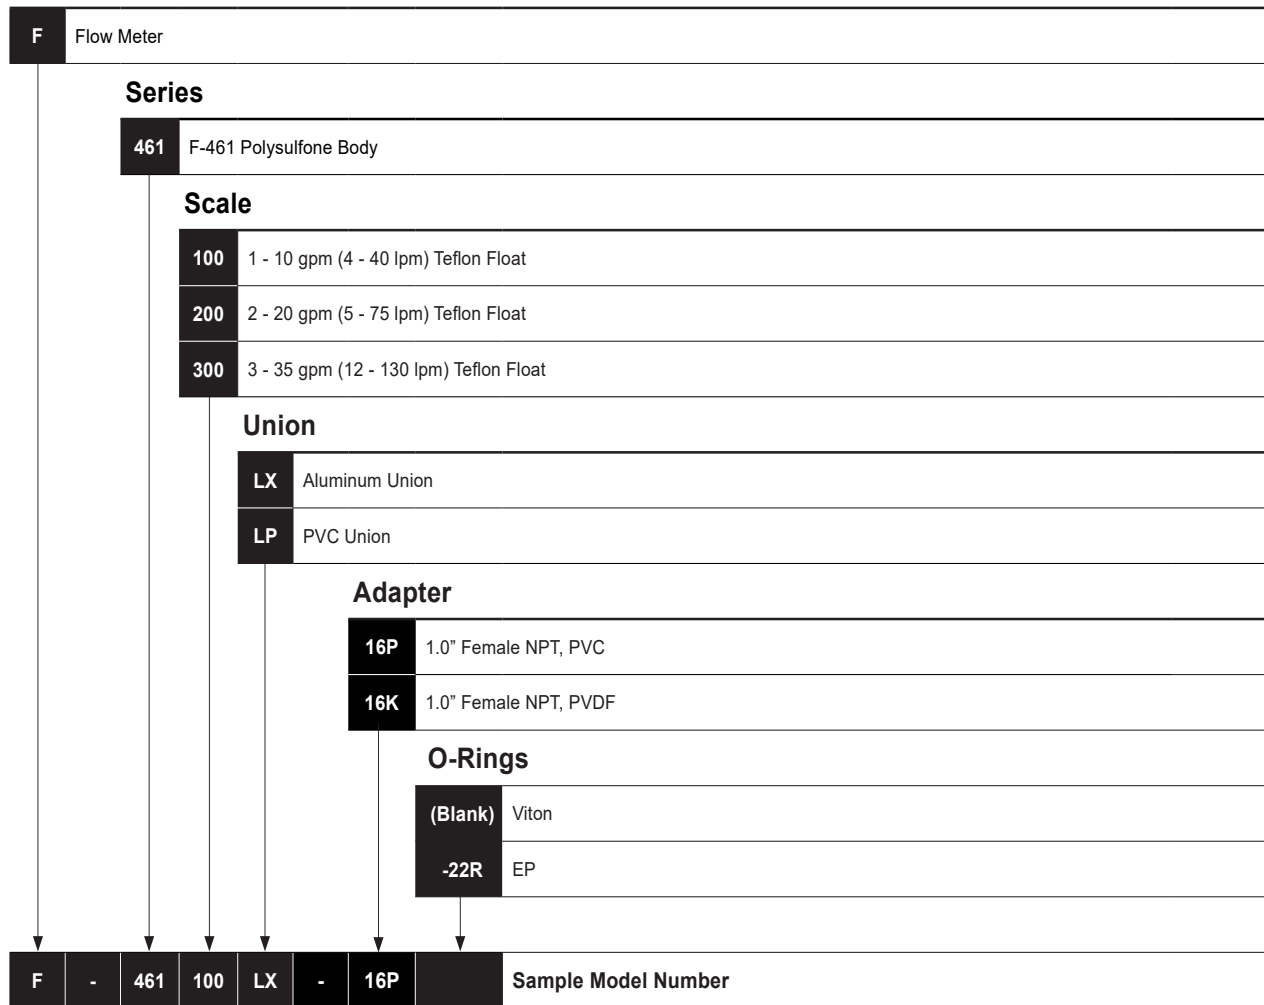 F Flow Meter
Series
461 F-461 Polysulfone Body
Scale
100 1 - 10 gpm (4 - 40 lpm) Teflon Float
200 2 - 20 gpm (5 - 75 lpm) Teflon Float
300 3 - 35 gpm (12 - 130 lpm) Teflon Float
Union
LX Aluminum Union
LP PVC Union
Adapter
16P 1.0” Female NPT, PVC
16K 1.0” Female NPT, PVDF
O-Rings
(Blank) Viton
-22R EP
F - 461 100 LX - 16P Sample Model Number